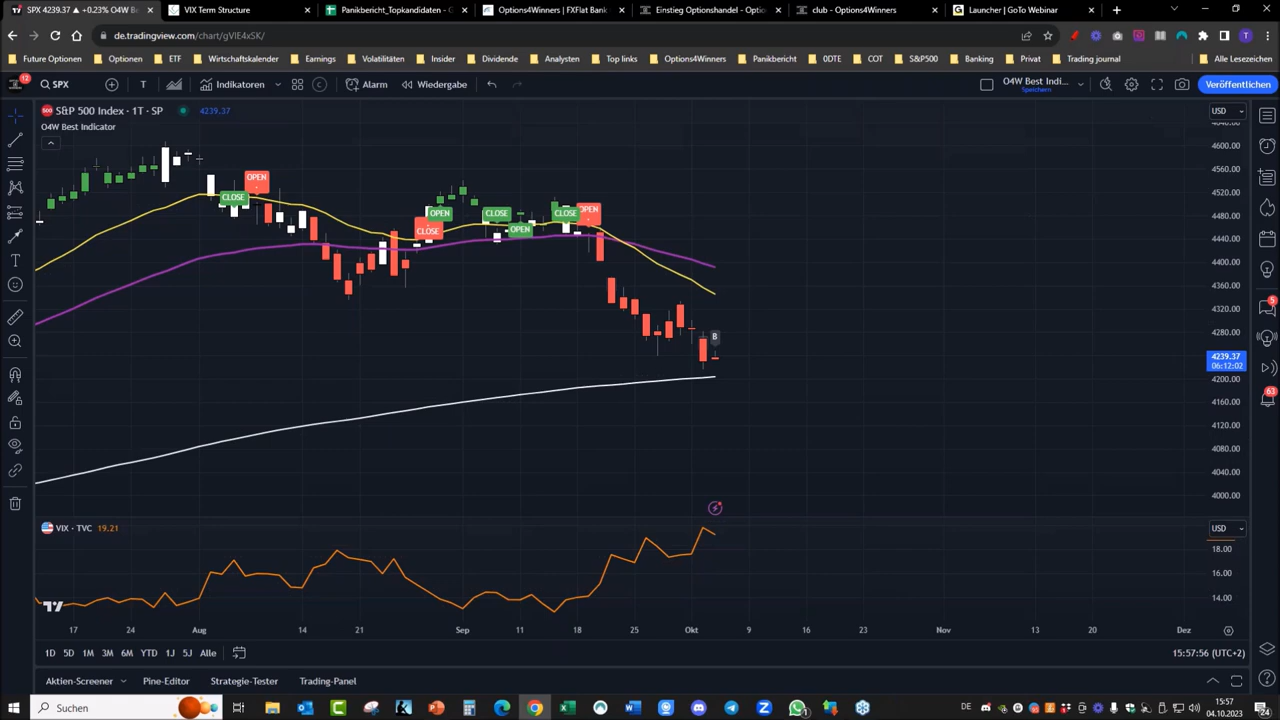 SPX 4239.37 ▲ +0.23% O4W B
VIX Term Structure
Panikbericht_Topkandidaten - G
Options4Winners | FXFlat Bank
Einstieg Optionshandel - Option
club - Options4Winners
Launcher | GoTo Webinar
de.tradingview.com/chart/gVIE4xSK/
T
Future Optionen
Optionen
ETF
Wirtschaftskalender
Earnings
Volatilitäten
Insider
Dividende
Analysten
Top links
Options4Winners
Panikbericht
0DTE
COT
S&P500
Banking
Privat
Trading journal
Alle Lesezeichen
12
SPX
Indikatoren
Alarm
Wiedergabe
O4W Best Indi...
Speichern
Veröffentlichen
S&P 500 Index · 1T · SP
4239.37
O4W Best Indicator
USD
4600.00
4560.00
4520.00
4480.00
4440.00
4400.00
4360.00
4320.00
4280.00
4239.37
06:12:02
4200.00
4160.00
4120.00
4080.00
4040.00
4000.00
CLOSE
OPEN
CLOSE
OPEN
CLOSE
OPEN
CLOSE
OPEN
B
VIX · TVC 19.21
USD
18.00
16.00
14.00
17 24 Aug 14 21 Sep 11 18 25 Okt 9 16 23 Nov 13 20 Dez
1D 5D 1M 3M 6M YTD 1J 5J Alle
15:57:56 (UTC+2)
Aktien-Screener
Pine-Editor
Strategie-Tester
Trading-Panel
5
63
Suchen
DE
15:57
04.10.2023
24